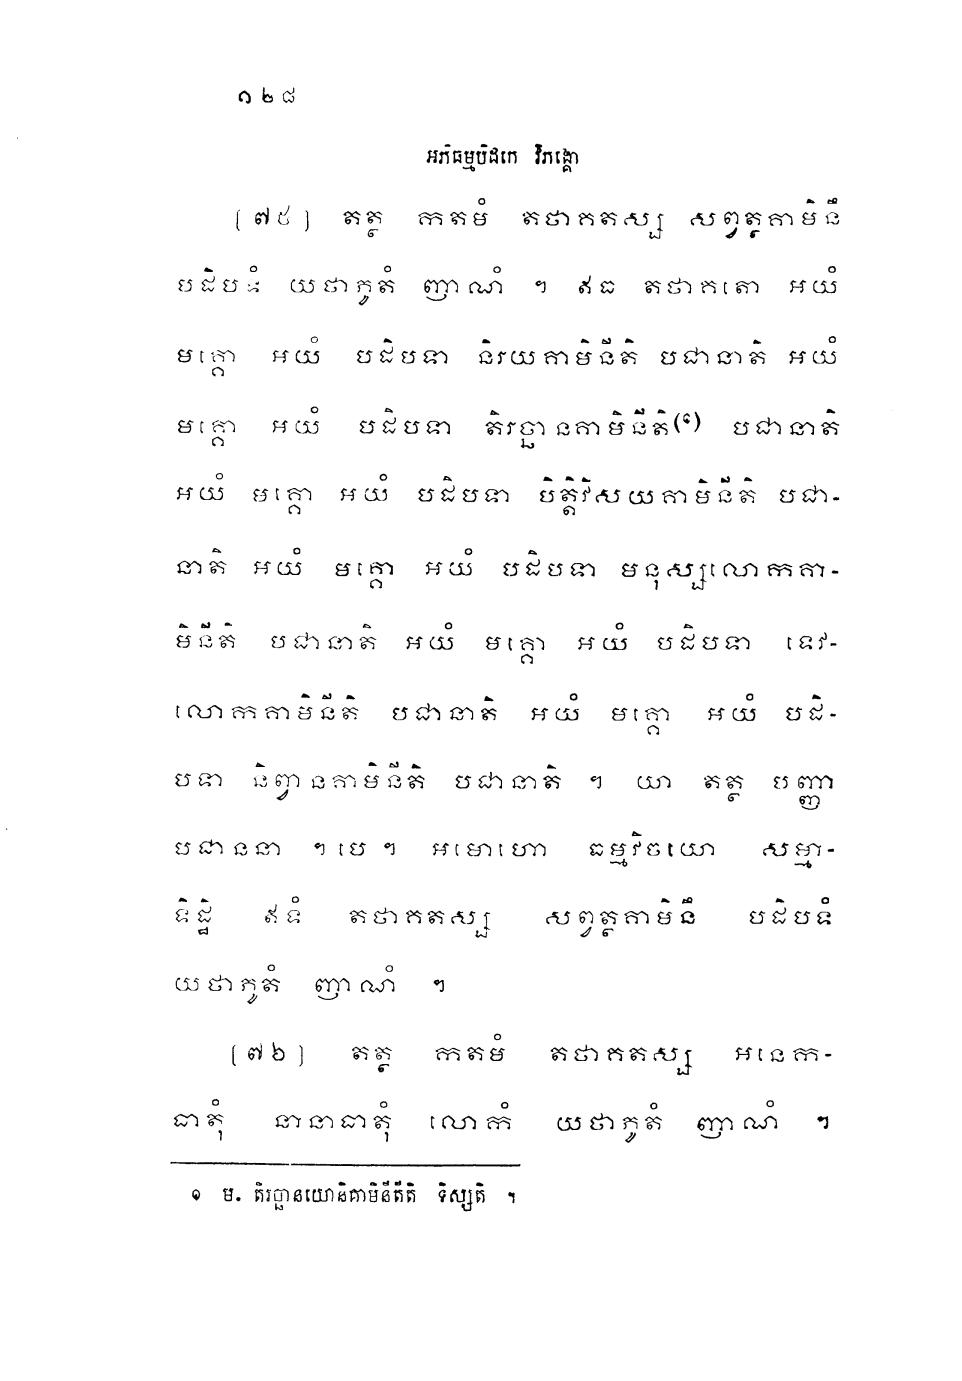 ១២៨
អភិធម្មបិដកេ វិភង្គោ
[៧៥] តត្ថ កតមំ តថាគតស្ស សព្វត្ថគាមិនឹ
បដិបទំ យថាភូតំ ញាណំ ។ ឥធ តថាគតោ អយំ
មគ្គោ អយំ បដិបទា និរយគាមិនីតិ បជានាតិ អយំ
មគ្គោ អយំ បដិបទា តិរច្ឆានគាមិនីតិ(១) បជានាតិ
អយំ មគ្គោ អយំ បដិបទា បិត្តិវិសយគាមិនីតិ បជា-
នាតិ អយំ មគ្គោ អយំ បដិបទា មនុស្សលោកគា-
មិនីតិ បជានាតិ អយំ មគ្គោ អយំ បដិបទា ទេវ-
លោកគាមិនីតិ បជានាតិ អយំ មគ្គោ អយំ បដិ-
បទា និព្វានគាមិនីតិ បជានាតិ ។ យា តត្ថ បញ្ញា
បជាននា ។ បេ ។ អមោហោ ធម្មវិចយោ សម្មា-
ទិដ្ឋិ ឥទំ តថាគតស្ស សព្វត្ថគាមិនឹ បដិបទំ
យថាភូតំ ញាណំ ។
[៧៦] តត្ថ កតមំ តថាគតស្ស អនេក-
ធាតុំ នានាធាតុំ លោកំ យថាភូតំ ញាណំ ។
១ ម. តិរច្ឆានយោនិគាមិនីតីតិ ទិស្សតិ ។